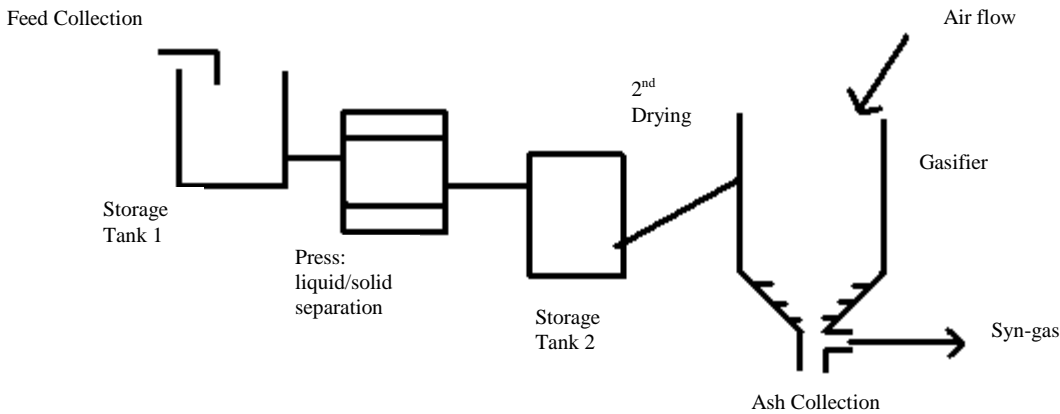 Feed Collection
Air flow
2nd
Drying
Gasifier
Storage
Tank 1
Press:
liquid/solid
separation
Storage
Tank 2
Syn-gas
Ash Collection